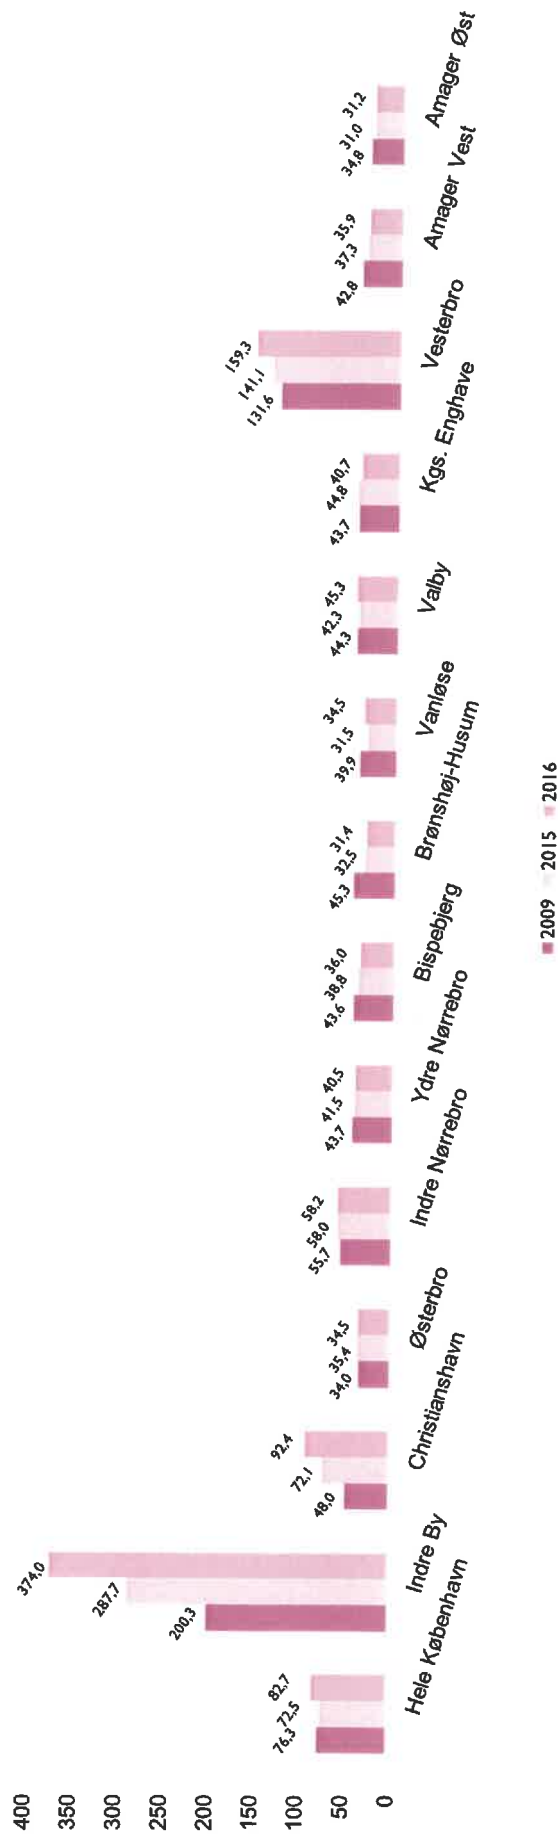 400
350
300
250
200
150
100
50
0
76,3 72,5 82,7
200,3 287,7 374,0
48,0 72,1 92,4
34,0 35,4 34,5
55,7 58,0 58,2
43,7 41,5 40,5
43,6 38,8 36,0
45,3 32,5 31,4
39,9 31,5 34,5
44,3 42,3 45,3
43,7 44,8 40,7
131,6 141,1 159,3
42,8 37,3 35,9
34,8 31,0 31,2
Hele København
Indre By
Christianshavn
Østerbro
Indre Nørrebro
Ydre Nørrebro
Bispebjerg
Brønshøj-Husum
Vanløse
Valby
Kgs. Enghave
Vesterbro
Amager Vest
Amager Øst
2009 2015 2016